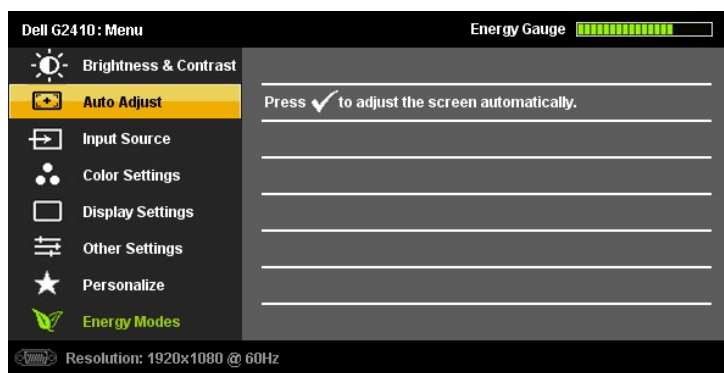 Dell G2410 : Menu
Energy Gauge
Brightness & Contrast
Auto Adjust
Press ✓ to adjust the screen automatically.
Input Source
Color Settings
Display Settings
Other Settings
Personalize
Energy Modes
Resolution: 1920x1080 @ 60Hz